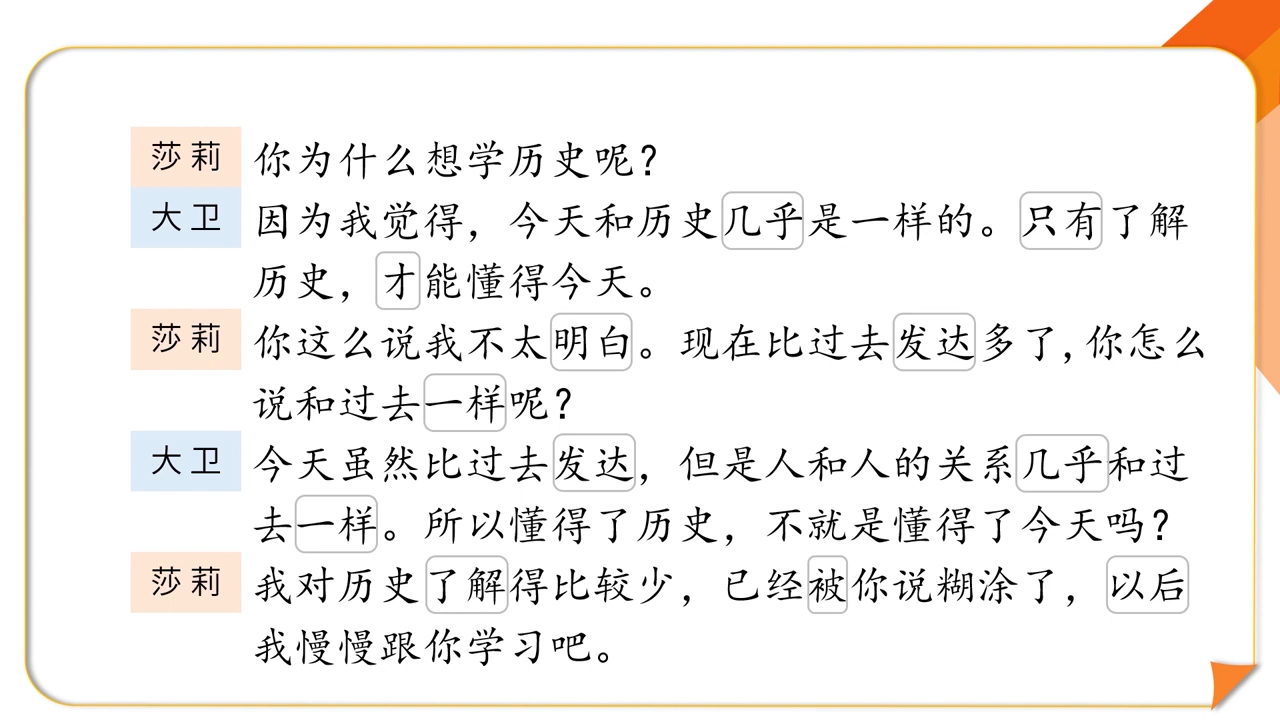 莎莉 你为什么想学历史呢？
大卫 因为我觉得，今天和历史几乎是一样的。只有了解
历史，才能懂得今天。
莎莉 你这么说我不太明白。现在比过去发达多了,你怎么
说和过去一样呢？
大卫 今天虽然比过去发达，但是人和人的关系几乎和过
去一样。所以懂得了历史，不就是懂得了今天吗？
莎莉 我对历史了解得比较少，已经被你说糊涂了，以后
我慢慢跟你学习吧。